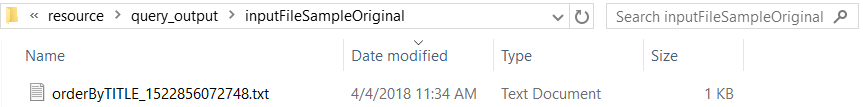 « resource › query_output › inputFileSampleOriginal Search inputFileSampleOriginal
Name Date modified Type Size
orderByTITLE_1522856072748.txt 4/4/2018 11:34 AM Text Document 1 KB